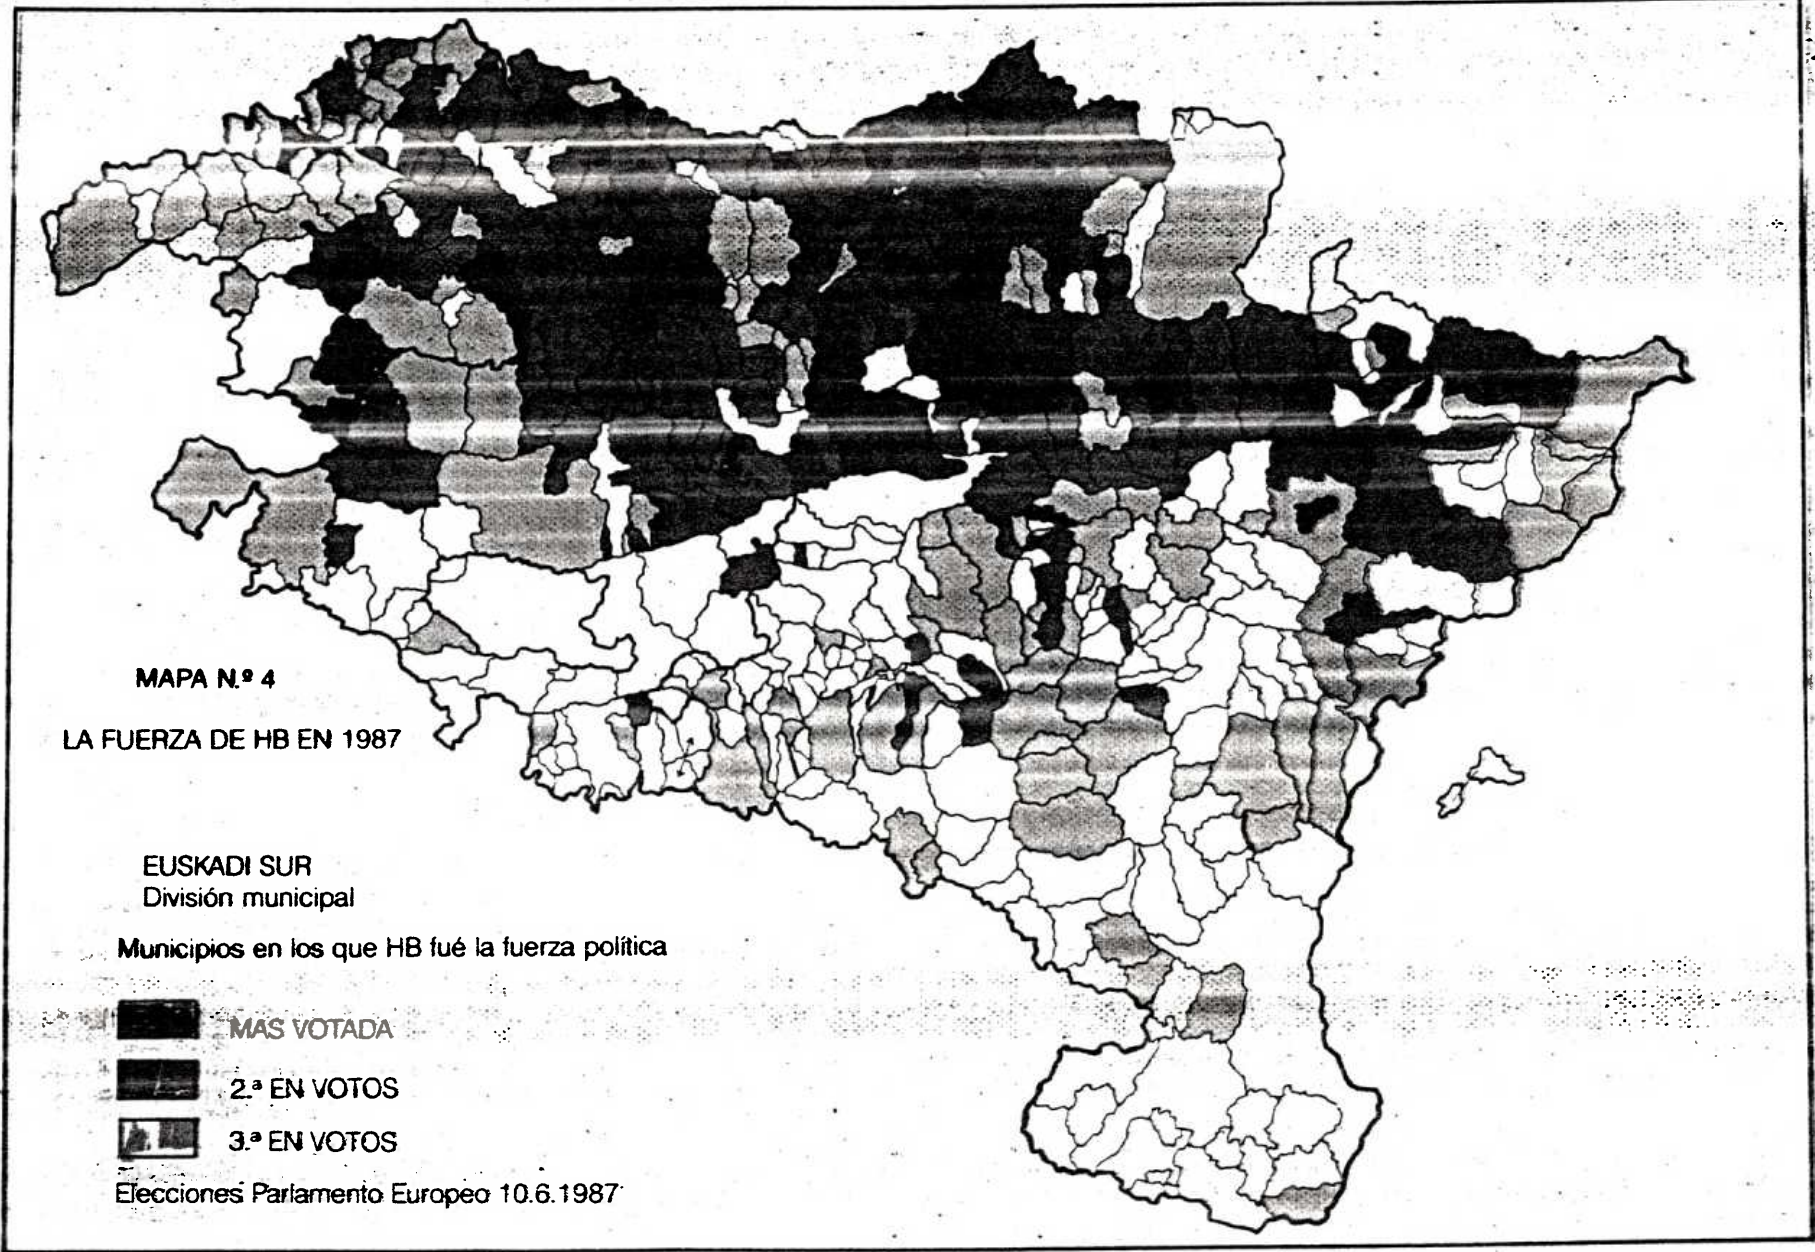 MAPA N.º 4
LA FUERZA DE HB EN 1987
EUSKADI SUR
División municipal
Municipios en los que HB fué la fuerza política
MAS VOTADA
2.ª EN VOTOS
3.ª EN VOTOS
Elecciones Parlamento Europeo 10.6.1987